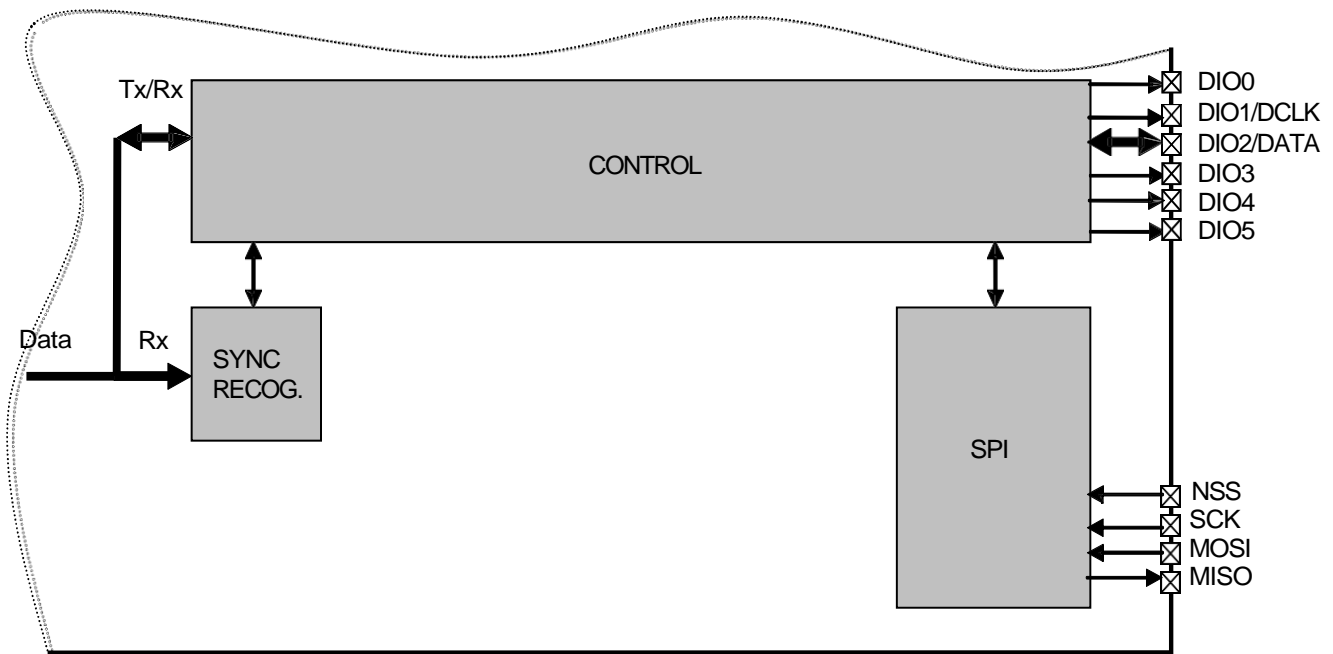 Tx/Rx
CONTROL
DIO0
DIO1/DCLK
DIO2/DATA
DIO3
DIO4
DIO5
Data
Rx
SYNC
RECOG.
SPI
NSS
SCK
MOSI
MISO